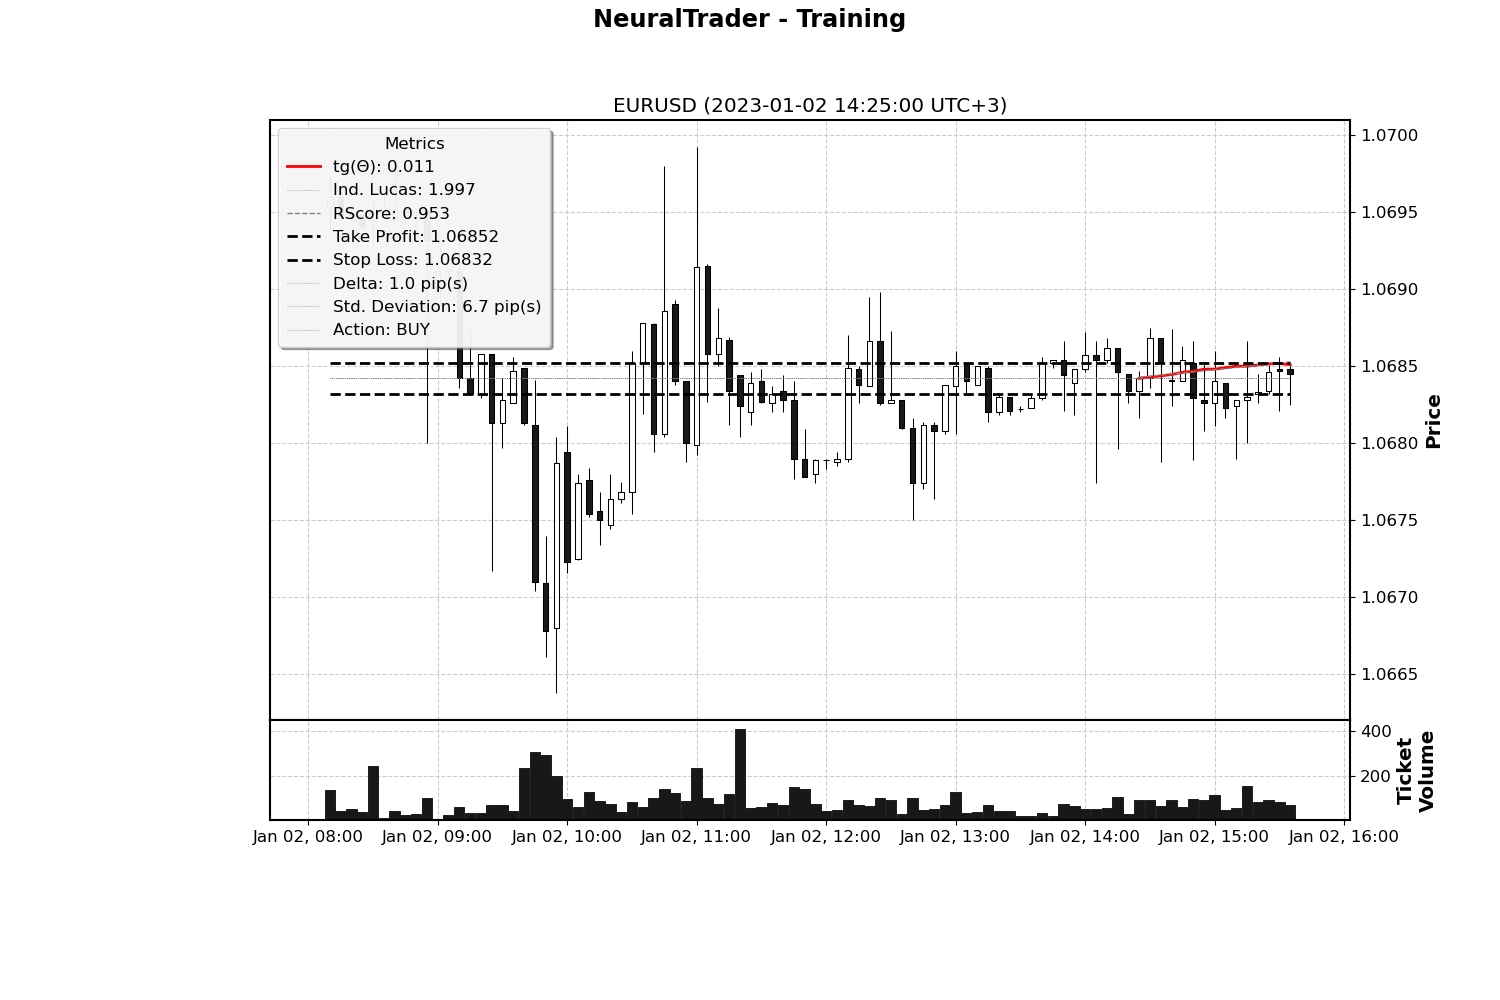 NeuralTrader - Training
EURUSD (2023-01-02 14:25:00 UTC+3)
Metrics
tg(Θ): 0.011
Ind. Lucas: 1.997
RScore: 0.953
Take Profit: 1.06852
Stop Loss: 1.06832
Delta: 1.0 pip(s)
Std. Deviation: 6.7 pip(s)
Action: BUY
1.0700
1.0695
1.0690
1.0685
1.0680
1.0675
1.0670
1.0665
Price
400
200
Ticket
Volume
Jan 02, 08:00
Jan 02, 09:00
Jan 02, 10:00
Jan 02, 11:00
Jan 02, 12:00
Jan 02, 13:00
Jan 02, 14:00
Jan 02, 15:00
Jan 02, 16:00